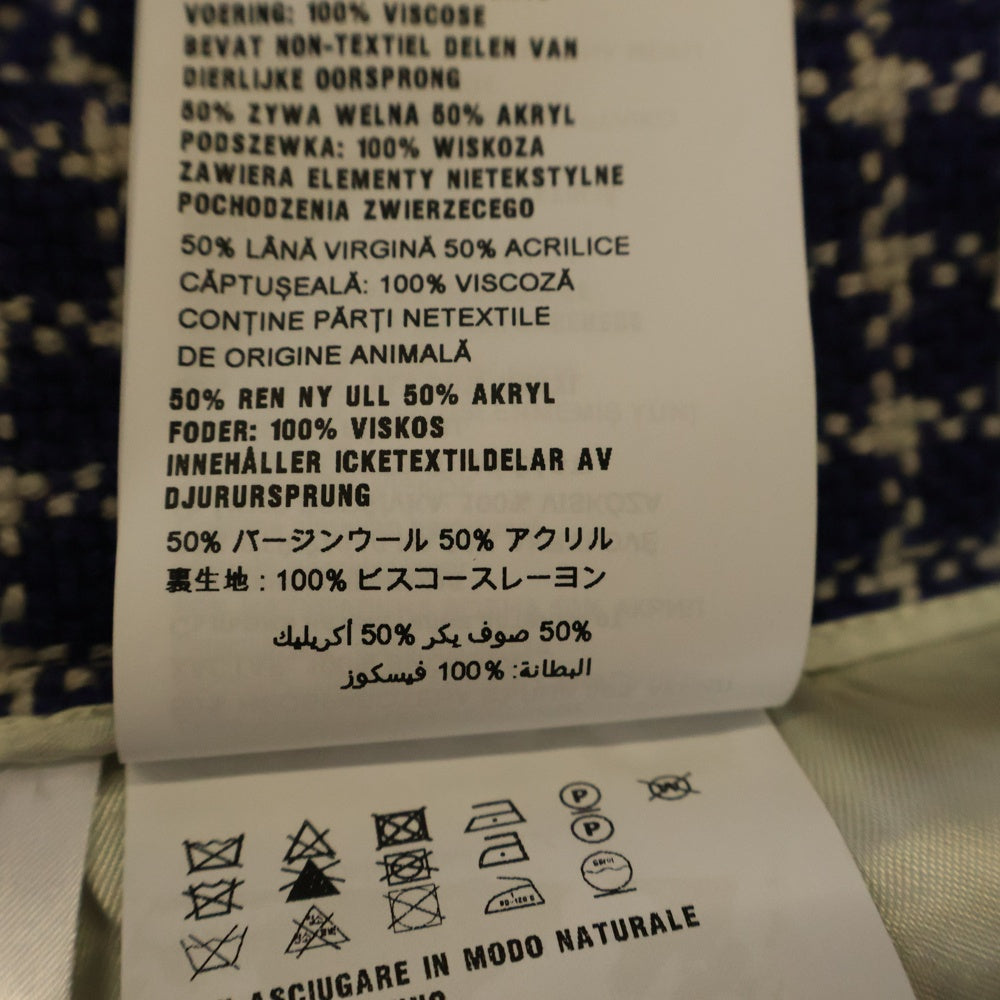 VOERING: 100% VISCOSE
BEVAT NON-TEXTIEL DELEN VAN
DIERLIJKE OORSPRONG
50% ZYWA WELNA 50% AKRYL
PODSZEWKA: 100% WISKOZA
ZAWIERA ELEMENTY NIETEKSTYLNE
POCHODZENIA ZWIERZECEGO
50% LÂNĂ VIRGINĂ 50% ACRILICE
CĂPTUȘEALĂ: 100% VISCOZĂ
CONȚINE PĂRȚI NETEXTILE
DE ORIGINE ANIMALĂ
50% REN NY ULL 50% AKRYL
FODER: 100% VISKOS
INNEHÅLLER ICKETEXTILDELAR AV
DJURURSPRUNG
50% バージンウール 50% アクリル
裏生地 : 100% ビスコースレーヨン
50% صوف بكر 50% أكريليك
البطانة: 100% فيسكوز
P
W
P
ASCIUGARE IN MODO NATURALE